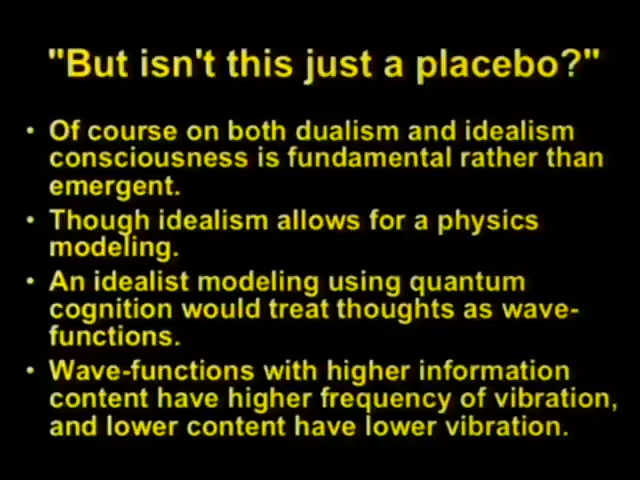 "But isn't this just a placebo?"
• Of course on both dualism and idealism
consciousness is fundamental rather than
emergent.
• Though idealism allows for a physics
modeling.
• An idealist modeling using quantum
cognition would treat thoughts as wave-
functions.
• Wave-functions with higher information
content have higher frequency of vibration,
and lower content have lower vibration.